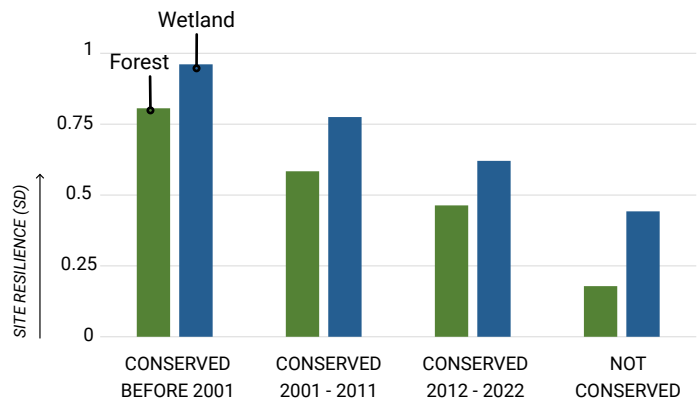 Wetland
Forest
1
0.75
0.5
0.25
0
SITE RESILIENCE (SD)
CONSERVED
BEFORE 2001
CONSERVED
2001 - 2011
CONSERVED
2012 - 2022
NOT
CONSERVED